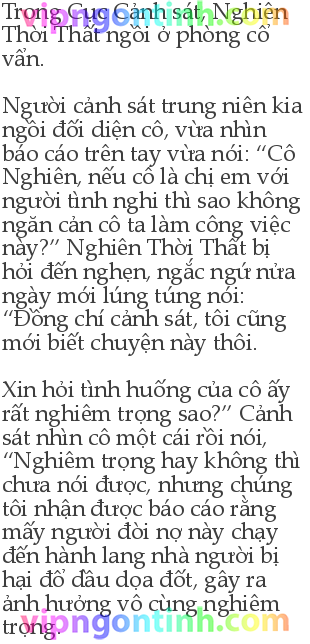 Trong Cục Cảnh sát, Nghiên
Thời Thất ngồi ở phòng cố
vấn.
Người cảnh sát trung niên kia
ngồi đối diện cô, vừa nhìn
báo cáo trên tay vừa nói: “Cô
Nghiên, nếu cô là chị em với
người tình nghi thì sao không
ngăn cản cô ta làm công việc
này?” Nghiên Thời Thất bị
hỏi đến nghẹn, ngắc ngứ nửa
ngày mới lúng túng nói:
“Đồng chí cảnh sát, tôi cũng
mới biết chuyện này thôi.
Xin hỏi tình huống của cô ấy
rất nghiêm trọng sao?” Cảnh
sát nhìn cô một cái rồi nói,
“Nghiêm trọng hay không thì
chưa nói được, nhưng chúng
tôi nhận được báo cáo rằng
mấy người đòi nợ này chạy
đến hành lang nhà người bị
hại đổ dầu dọa đốt, gây ra
ảnh hưởng vô cùng nghiêm
trọng.
vipngontinh.com
vipngontinh.com